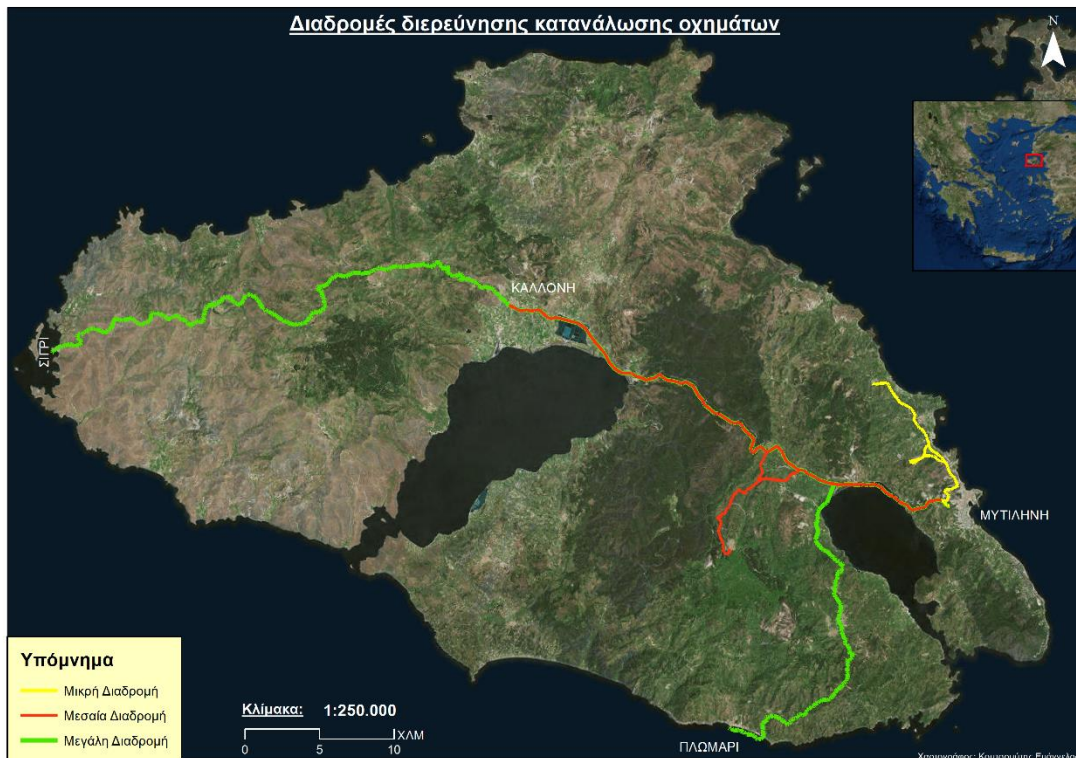 Διαδρομές διερεύνησης κατανάλωσης οχημάτων
N
ΚΑΛΛΟΝΗ
ΣΙΓΡΙ
ΜΥΤΙΛΗΝΗ
ΠΛΩΜΑΡΙ
Υπόμνημα
Μικρή Διαδρομή
Μεσαία Διαδρομή
Μεγάλη Διαδρομή
Κλίμακα: 1:250.000
ΧΛΜ
0 5 10
Χαρτογράφος: